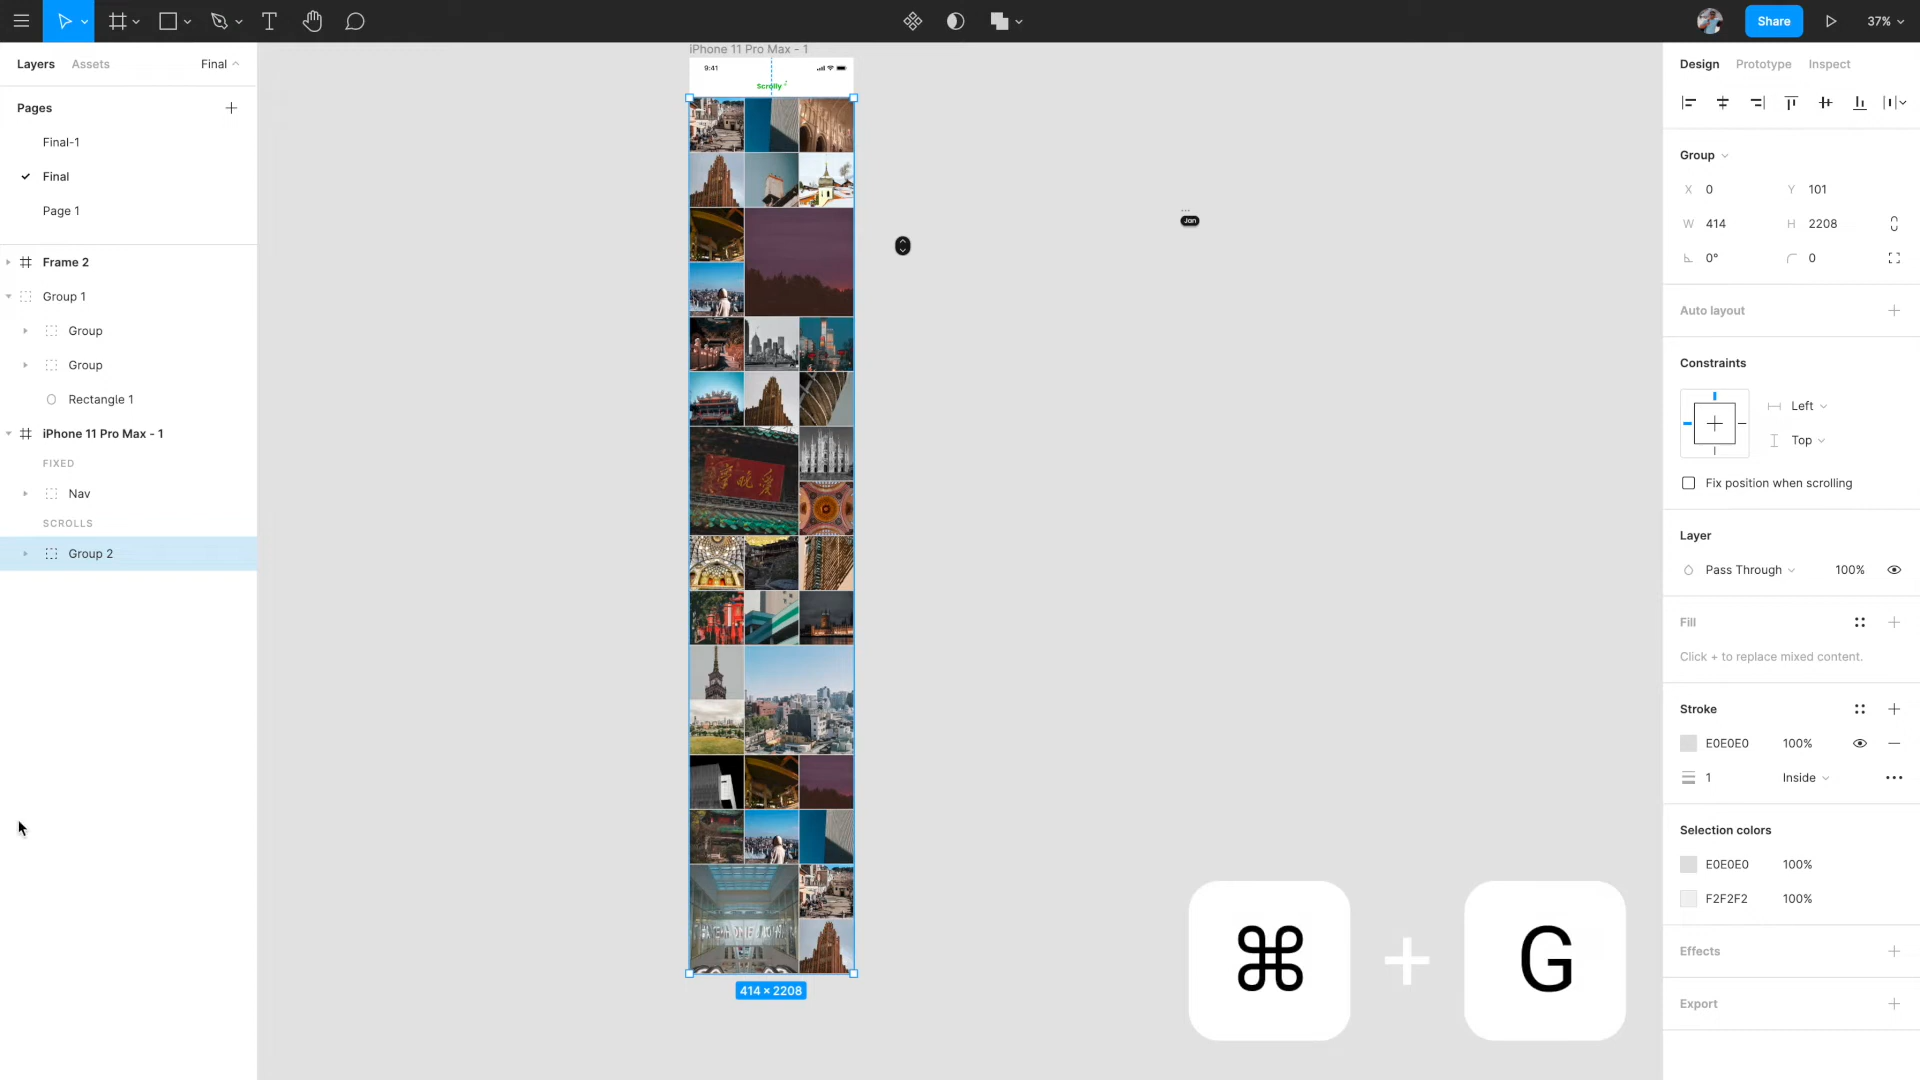 Share
37%
Layers
Assets
Final
Pages
Final-1
Final
Page 1
Frame 2
Group 1
Group
Group
Rectangle 1
iPhone 11 Pro Max - 1
FIXED
Nav
SCROLLS
Group 2
iPhone 11 Pro Max - 1
9:41
Scrolly
愛晩亭
414 × 2208
Jan
⌘ + G
Design
Prototype
Inspect
Group
X 0
Y 101
W 414
H 2208
0°
0
Auto layout
Constraints
Left
Top
Fix position when scrolling
Layer
Pass Through
100%
Fill
Click + to replace mixed content.
Stroke
E0E0E0
100%
1
Inside
Selection colors
E0E0E0
100%
F2F2F2
100%
Effects
Export